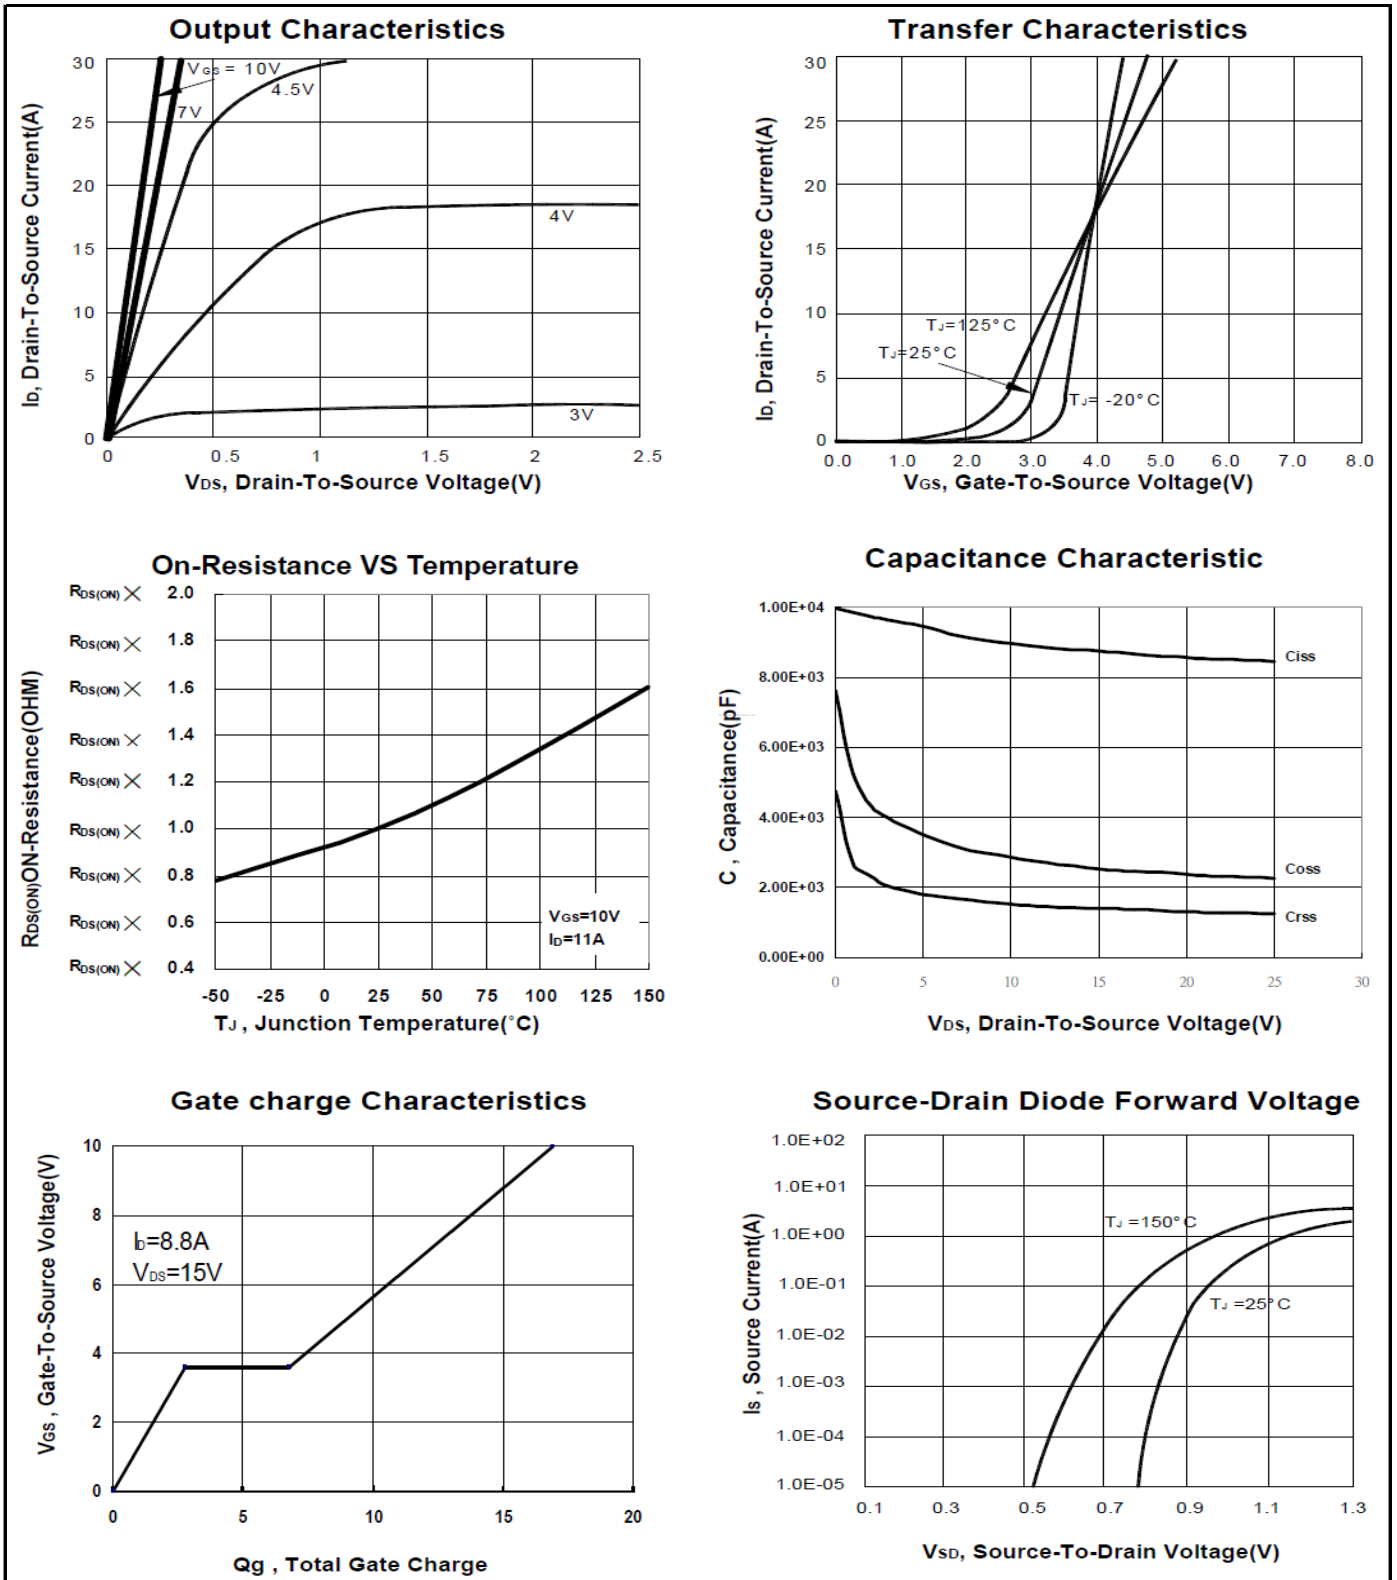 Output Characteristics
ID, Drain-To-Source Current(A)
30
25
20
15
10
5
0
VGS = 10V
7V
4.5V
4V
3V
0 0.5 1 1.5 2 2.5
VDS, Drain-To-Source Voltage(V)
Transfer Characteristics
ID, Drain-To-Source Current(A)
30
25
20
15
10
5
0
TJ=125°C
TJ=25°C
TJ= -20°C
0.0 1.0 2.0 3.0 4.0 5.0 6.0 7.0 8.0
VGS, Gate-To-Source Voltage(V)
On-Resistance VS Temperature
RDS(ON)ON-Resistance(OHM)
RDS(ON) × 2.0
RDS(ON) × 1.8
RDS(ON) × 1.6
RDS(ON) × 1.4
RDS(ON) × 1.2
RDS(ON) × 1.0
RDS(ON) × 0.8
RDS(ON) × 0.6
RDS(ON) × 0.4
VGS=10V
ID=11A
-50 -25 0 25 50 75 100 125 150
TJ , Junction Temperature(°C)
Capacitance Characteristic
C , Capacitance(pF)
1.00E+04
8.00E+03
6.00E+03
4.00E+03
2.00E+03
0.00E+00
Ciss
Coss
Crss
0 5 10 15 20 25 30
VDS, Drain-To-Source Voltage(V)
Gate charge Characteristics
VGS , Gate-To-Source Voltage(V)
10
8
6
4
2
0
ID=8.8A
VDS=15V
0 5 10 15 20
Qg , Total Gate Charge
Source-Drain Diode Forward Voltage
IS , Source Current(A)
1.0E+02
1.0E+01
1.0E+00
1.0E-01
1.0E-02
1.0E-03
1.0E-04
1.0E-05
TJ =150°C
TJ =25°C
0.1 0.3 0.5 0.7 0.9 1.1 1.3
VSD, Source-To-Drain Voltage(V)